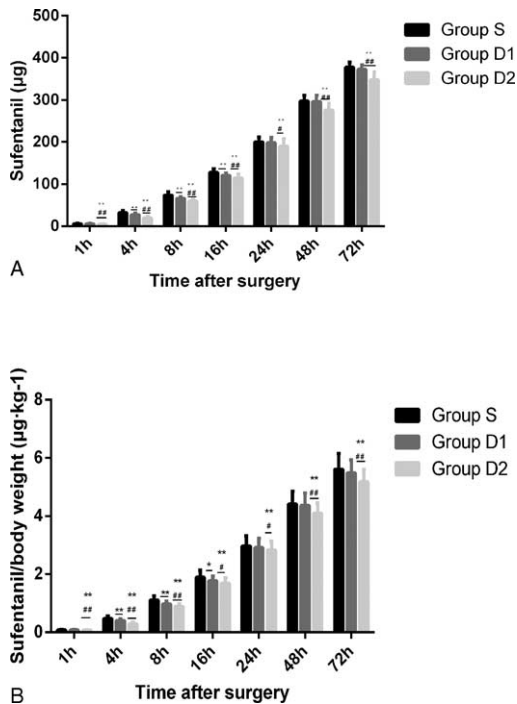 500
400
300
200
100
0
Sufentanil (µg)
Group S
Group D1
Group D2
** ** ** ** ** ** **
** ** **
## ## ## ## # ## ##
1h 4h 8h 16h 24h 48h 72h
Time after surgery
A
8
6
4
2
0
Sufentanil/body weight (µg·kg-1)
Group S
Group D1
Group D2
** ** ** ** ** ** **
** ** *
## ## ## # # ## ##
1h 4h 8h 16h 24h 48h 72h
Time after surgery
B